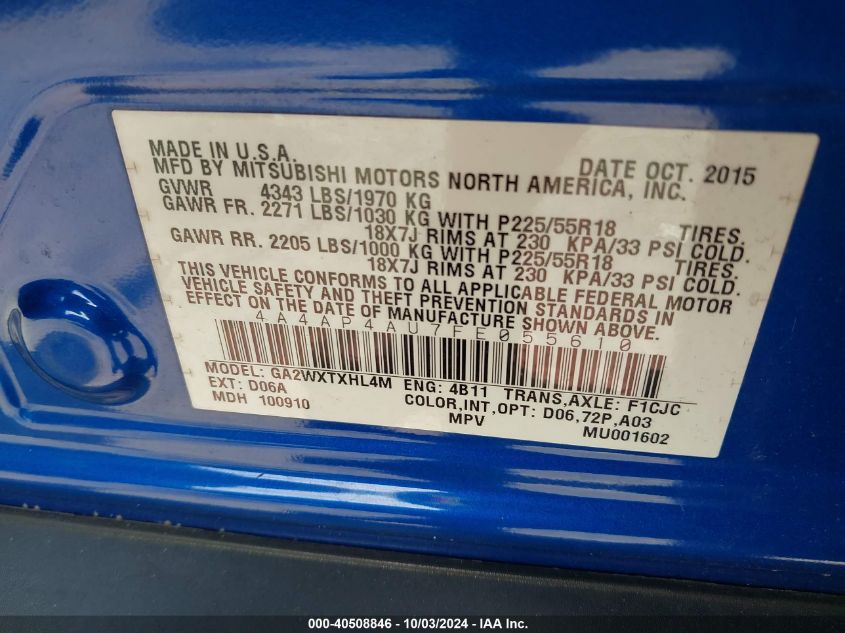 MADE IN U.S.A.
MFD BY MITSUBISHI MOTORS NORTH AMERICA, INC. DATE OCT. 2015
GVWR 4343 LBS/1970 KG
GAWR FR. 2271 LBS/1030 KG WITH P225/55R18 TIRES,
18X7J RIMS AT 230 KPA/33 PSI COLD.
GAWR RR. 2205 LBS/1000 KG WITH P225/55R18 TIRES,
18X7J RIMS AT 230 KPA/33 PSI COLD.
THIS VEHICLE CONFORMS TO ALL APPLICABLE FEDERAL MOTOR
VEHICLE SAFETY AND THEFT PREVENTION STANDARDS IN
EFFECT ON THE DATE OF MANUFACTURE SHOWN ABOVE.
4A4AP4AU7FE055610
MODEL: GA2WXTXHL4M ENG: 4B11 TRANS,AXLE: F1CJC
EXT: D06A COLOR,INT,OPT: D06,72P,A03
MDH 100910 MPV MU001602
000-40508846 - 10/03/2024 - IAA Inc.